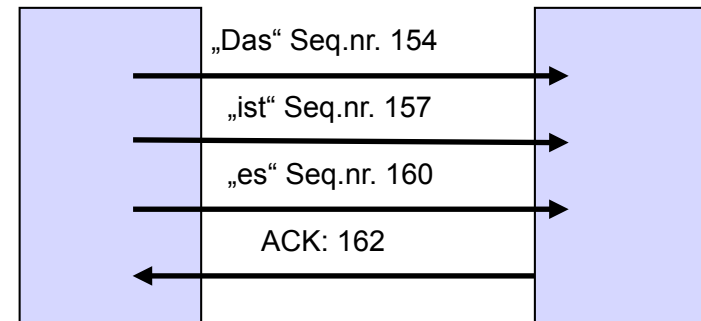 „Das“ Seq.nr. 154
„ist“ Seq.nr. 157
„es“ Seq.nr. 160
ACK: 162